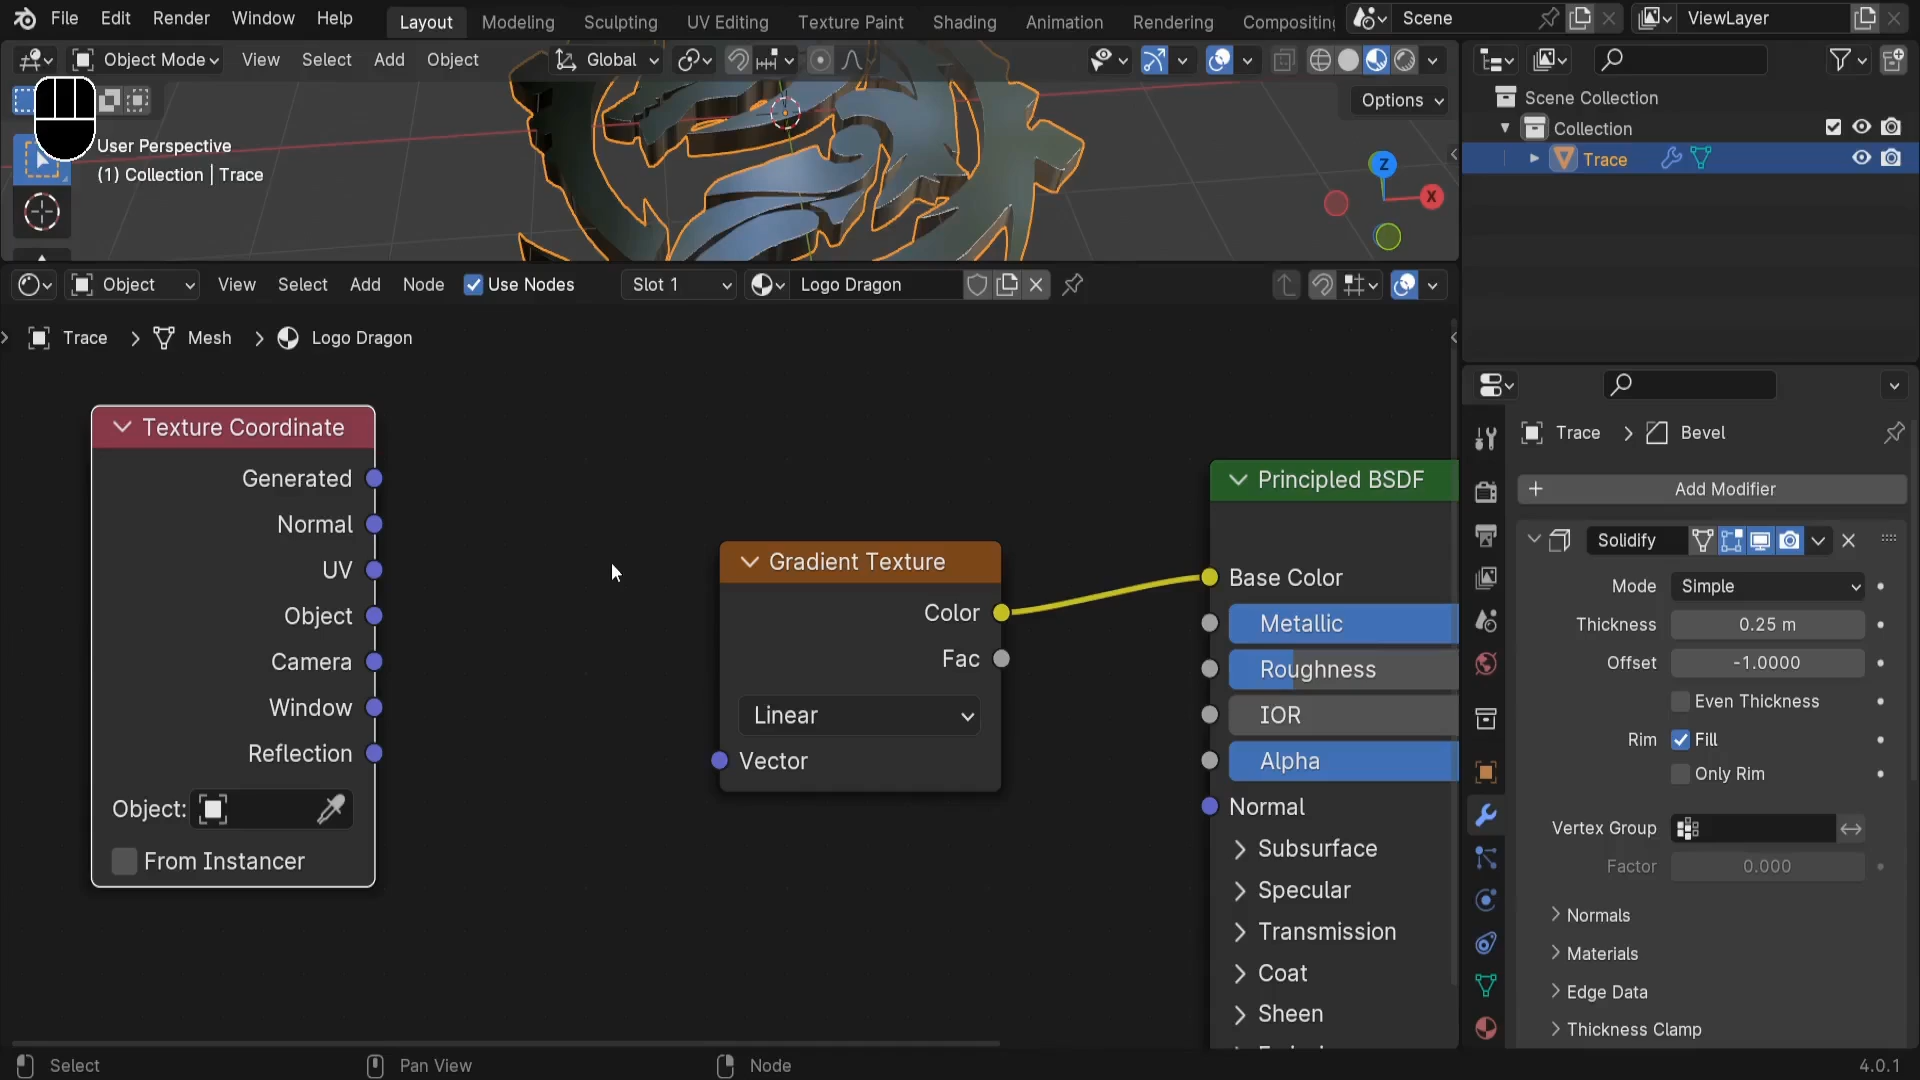 File Edit Render Window Help Layout Modeling Sculpting UV Editing Texture Paint Shading Animation Rendering Compositing Scene ViewLayer
Object Mode View Select Add Object Global
Options
User Perspective
(1) Collection | Trace
Z
X
Scene Collection
Collection
Trace
Object View Select Add Node Use Nodes Slot 1 Logo Dragon
Trace Mesh Logo Dragon
Texture Coordinate
Generated
Normal
UV
Object
Camera
Window
Reflection
Object:
From Instancer
Gradient Texture
Color
Fac
Linear
Vector
Principled BSDF
Base Color
Metallic
Roughness
IOR
Alpha
Normal
Subsurface
Specular
Transmission
Coat
Sheen
Trace Bevel
Add Modifier
Solidify
Mode Simple
Thickness 0.25 m
Offset -1.0000
Even Thickness
Rim Fill
Only Rim
Vertex Group
Factor 0.000
Normals
Materials
Edge Data
Thickness Clamp
Select Pan View Node 4.0.1